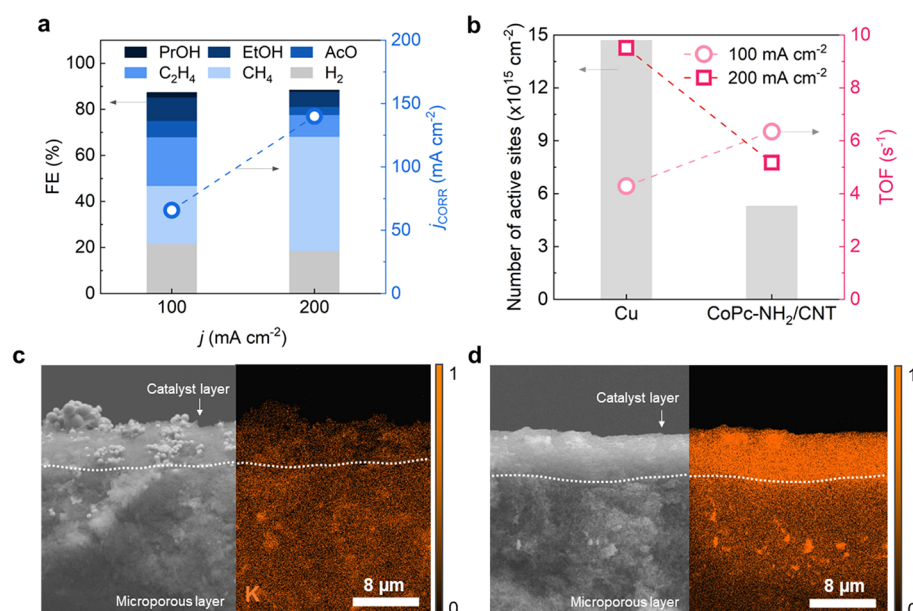 a
FE (%)
100
80
60
40
20
0
PrOH EtOH AcO
C₂H₄ CH₄ H₂
200
150
100
50
0
j_CORR (mA cm⁻²)
100 200
j (mA cm⁻²)
b
Number of active sites (x10¹⁵ cm⁻²)
15
12
9
6
3
0
100 mA cm⁻²
200 mA cm⁻²
10
8
6
4
2
0
TOF (s⁻¹)
Cu CoPc-NH₂/CNT
c
Catalyst layer
Microporous layer
K
8 µm
1
0
d
Catalyst layer
Microporous layer
8 µm
1
0